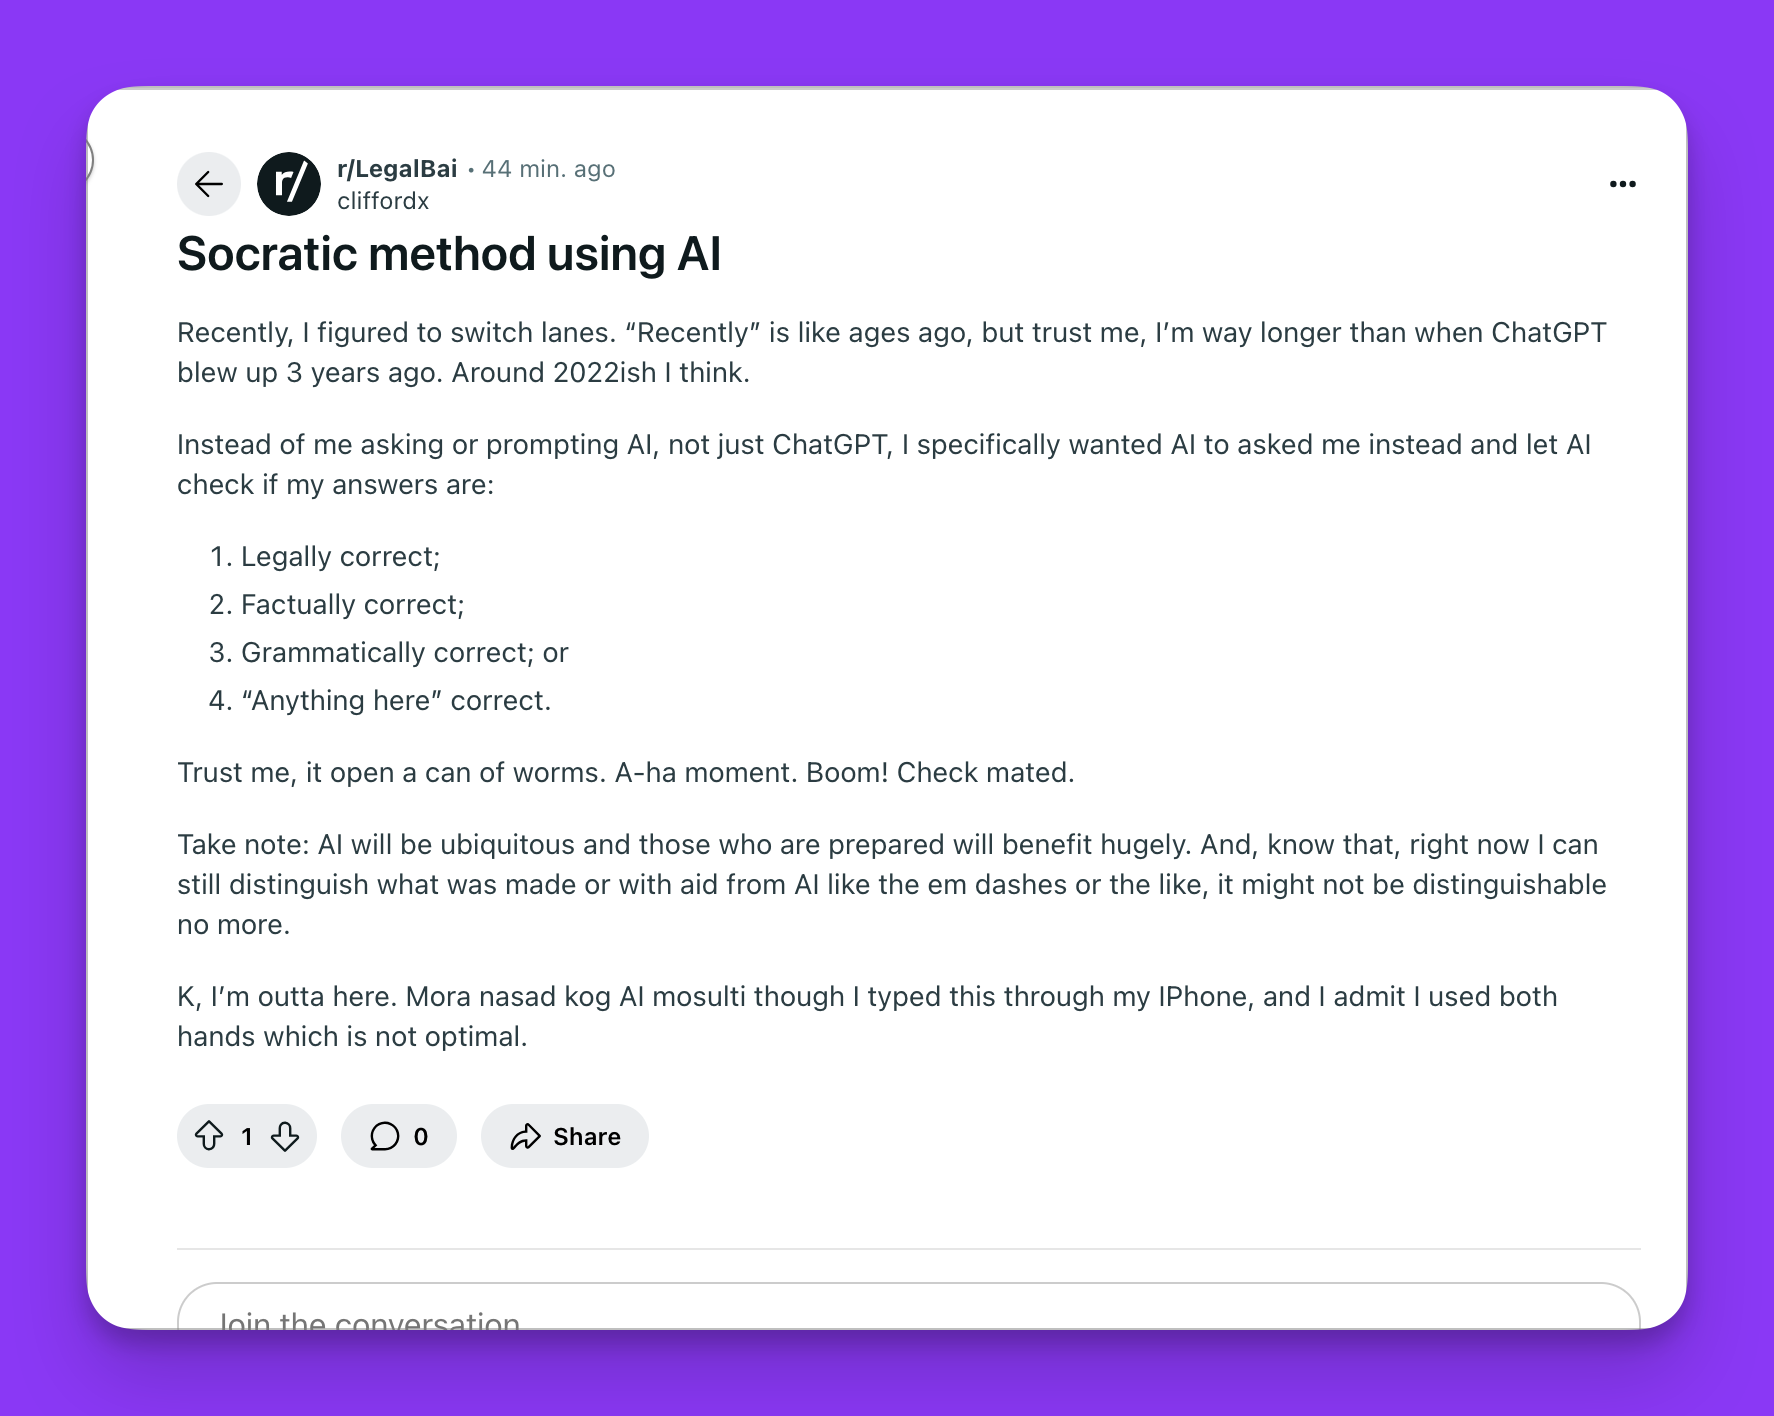 r/
r/LegalBai • 44 min. ago
cliffordx
Socratic method using AI
Recently, I figured to switch lanes. “Recently” is like ages ago, but trust me, I’m way longer than when ChatGPT
blew up 3 years ago. Around 2022ish I think.
Instead of me asking or prompting AI, not just ChatGPT, I specifically wanted AI to asked me instead and let AI
check if my answers are:
1. Legally correct;
2. Factually correct;
3. Grammatically correct; or
4. “Anything here” correct.
Trust me, it open a can of worms. A-ha moment. Boom! Check mated.
Take note: AI will be ubiquitous and those who are prepared will benefit hugely. And, know that, right now I can
still distinguish what was made or with aid from AI like the em dashes or the like, it might not be distinguishable
no more.
K, I’m outta here. Mora nasad kog AI mosulti though I typed this through my IPhone, and I admit I used both
hands which is not optimal.
1
0
Share
Join the conversation